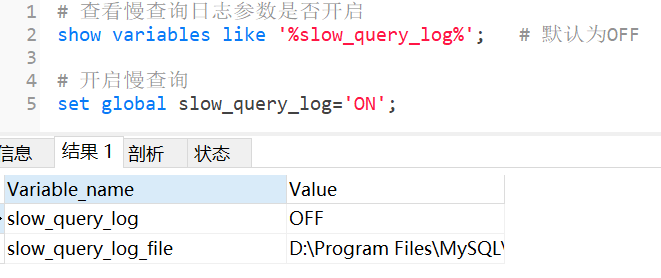 1 # 查看慢查询日志参数是否开启
2 show variables like '%slow_query_log%'; # 默认为OFF
3
4 # 开启慢查询
5 set global slow_query_log='ON';
信息 结果 1 剖析 状态
Variable_name Value
slow_query_log OFF
slow_query_log_file D:\Program Files\MySQL\